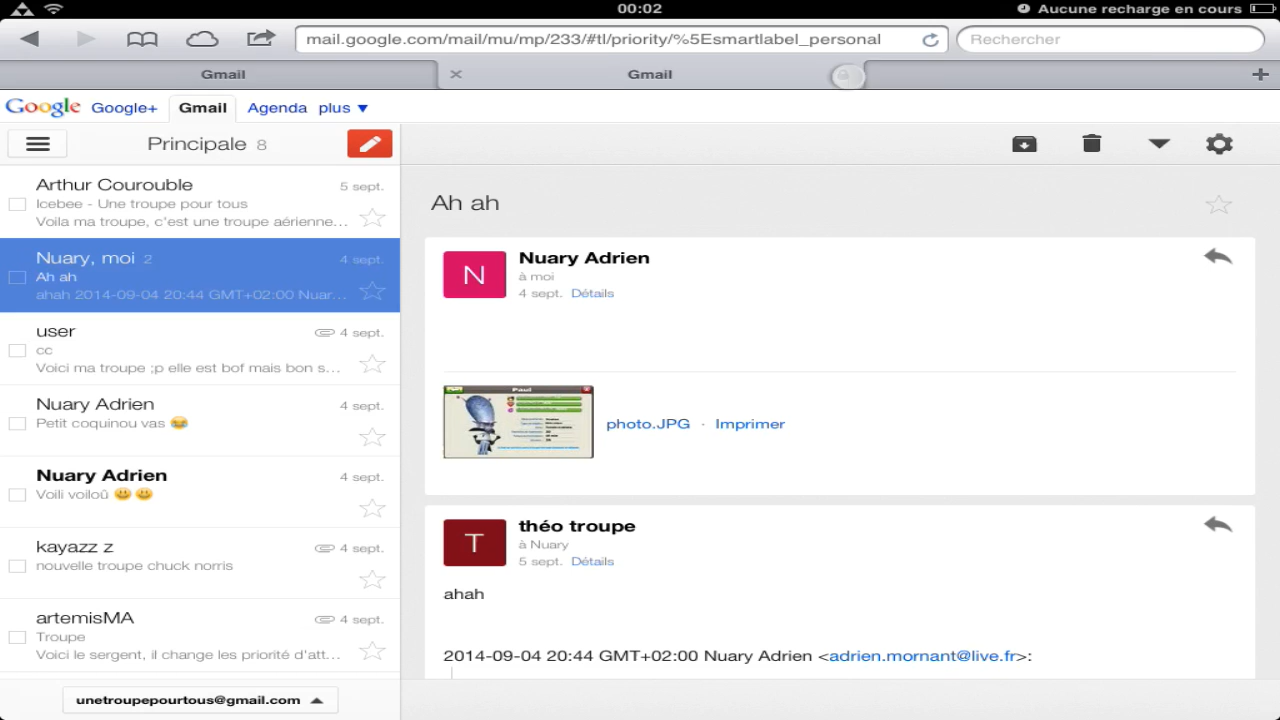 00:02
Aucune recharge en cours
mail.google.com/mail/mu/mp/233/#tl/priority/%5Esmartlabel_personal
Rechercher
Gmail
Gmail
Google Google+ Gmail Agenda plus
Principale 8
Arthur Courouble 5 sept.
Icebee - Une troupe pour tous
Voila ma troupe, c'est une troupe aérienne…
Nuary, moi 2 4 sept.
Ah ah
ahah 2014-09-04 20:44 GMT+02:00 Nuar…
user 4 sept.
cc
Voici ma troupe ;p elle est bof mais bon s…
Nuary Adrien 4 sept.
Petit coquinou vas 😂
Nuary Adrien 4 sept.
Voili voiloû 😃 😃
kayazz z 4 sept.
nouvelle troupe chuck norris
artemisMA 4 sept.
Troupe
Voici le sergent, il change les priorité d'att…
unetroupepourtous@gmail.com
Ah ah
N
Nuary Adrien
à moi
4 sept. Détails
Paul
photo.JPG · Imprimer
T
théo troupe
à Nuary
5 sept. Détails
ahah
2014-09-04 20:44 GMT+02:00 Nuary Adrien <adrien.mornant@live.fr>: